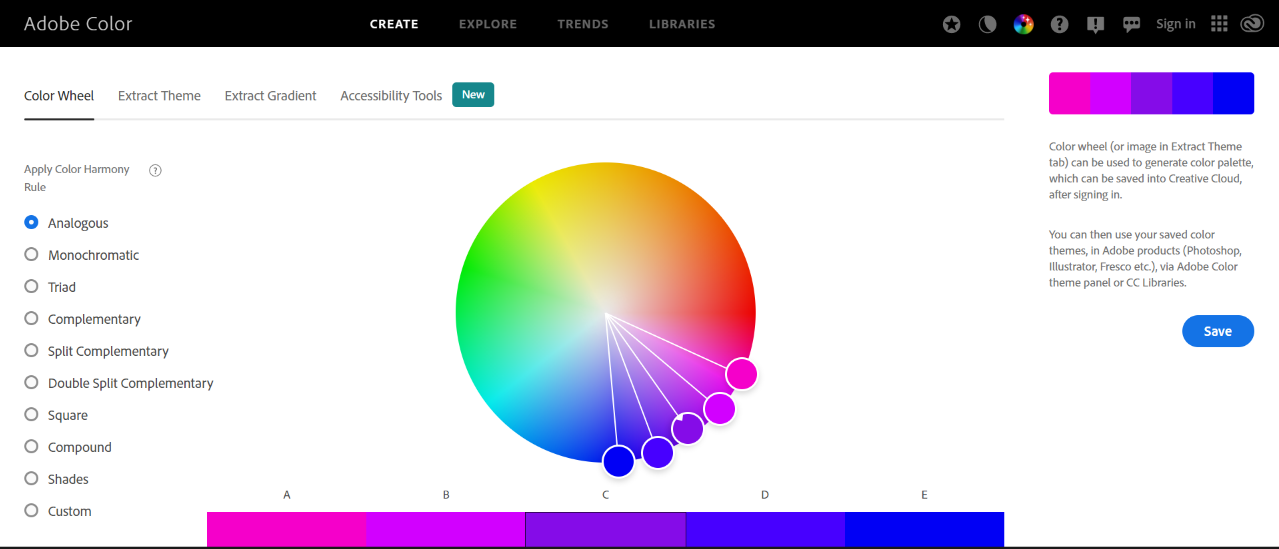 Adobe Color
CREATE EXPLORE TRENDS LIBRARIES
Sign in
Color Wheel Extract Theme Extract Gradient Accessibility Tools New
Apply Color Harmony
Rule
Analogous
Monochromatic
Triad
Complementary
Split Complementary
Double Split Complementary
Square
Compound
Shades
Custom
A B C D E
Color wheel (or image in Extract Theme
tab) can be used to generate color palette,
which can be saved into Creative Cloud,
after signing in.
You can then use your saved color
themes, in Adobe products (Photoshop,
Illustrator, Fresco etc.), via Adobe Color
theme panel or CC Libraries.
Save